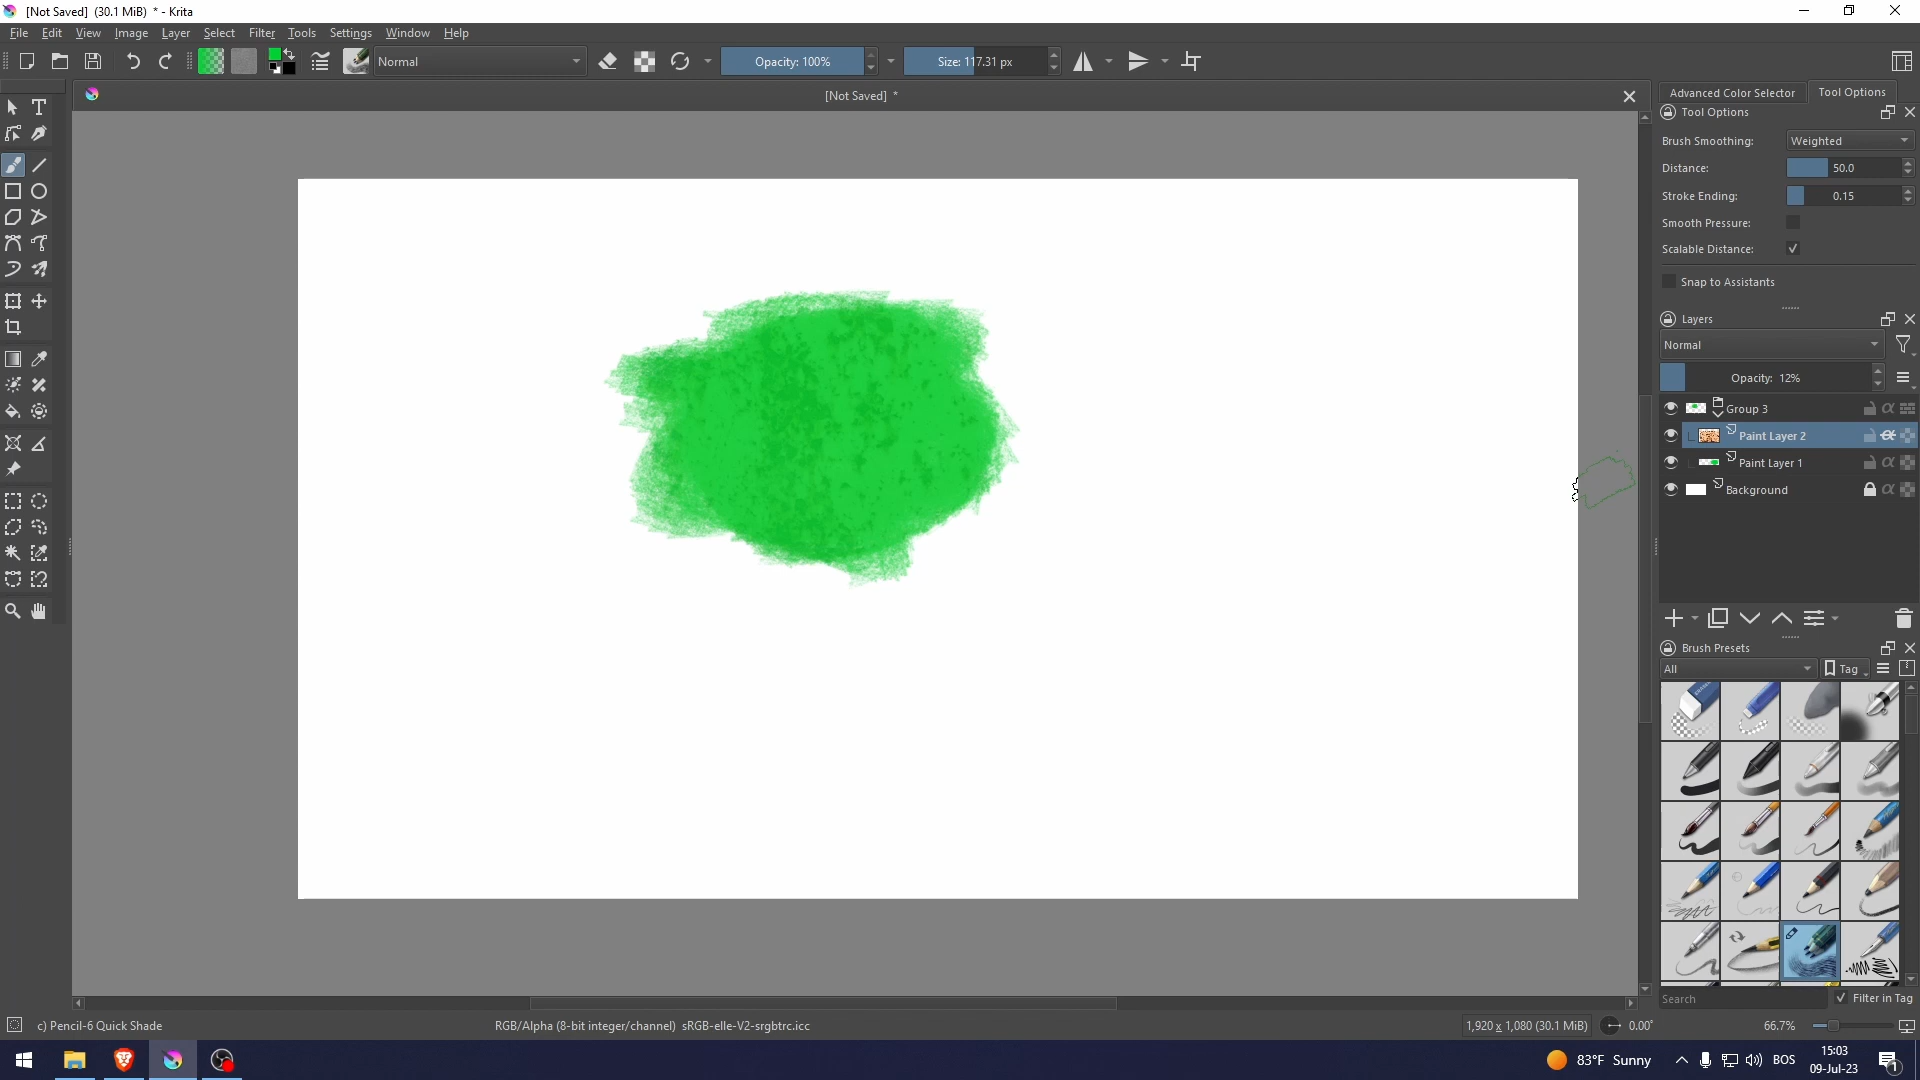 [Not Saved]  (30.1 MiB)  * - Krita
File Edit View Image Layer Select Filter Tools Settings Window Help
Normal Opacity: 100% Size: 117.31 px
[Not Saved]  *
Advanced Color Selector Tool Options
Tool Options
Brush Smoothing: Weighted
Distance: 50.0
Stroke Ending: 0.15
Smooth Pressure:
Scalable Distance:
Snap to Assistants
Layers
Normal
Opacity:  12%
Group 3
Paint Layer 2
Paint Layer 1
Background
Brush Presets
All Tag
Search Filter in Tag
c) Pencil-6 Quick Shade RGB/Alpha (8-bit integer/channel)  sRGB-elle-V2-srgbtrc.icc 1,920 x 1,080 (30.1 MiB) 0.00° 66.7%
83°F Sunny BOS 15:03
09-Jul-23 1